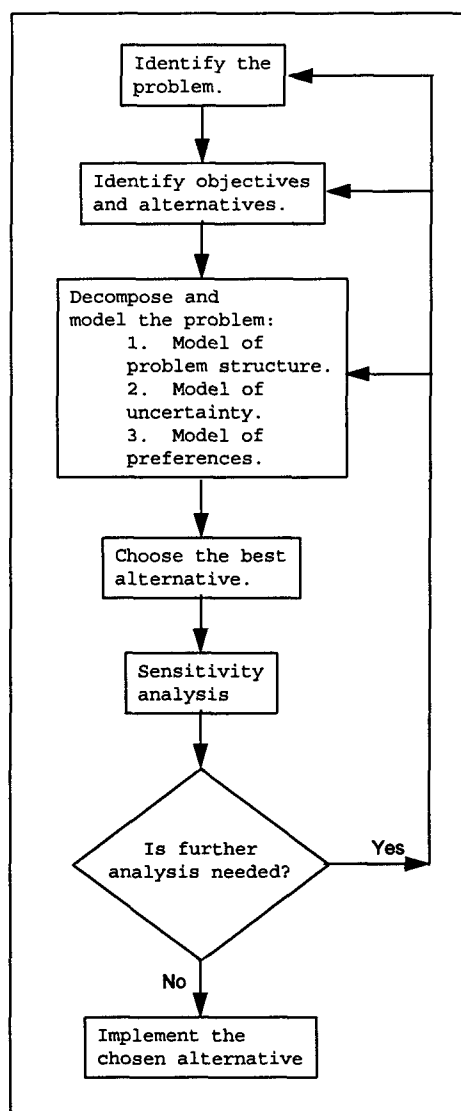 Identify the
problem.
Identify objectives
and alternatives.
Decompose and
model the problem:
1. Model of
problem structure.
2. Model of
uncertainty.
3. Model of
preferences.
Choose the best
alternative.
Sensitivity
analysis
Is further
analysis needed?
Yes
No
Implement the
chosen alternative